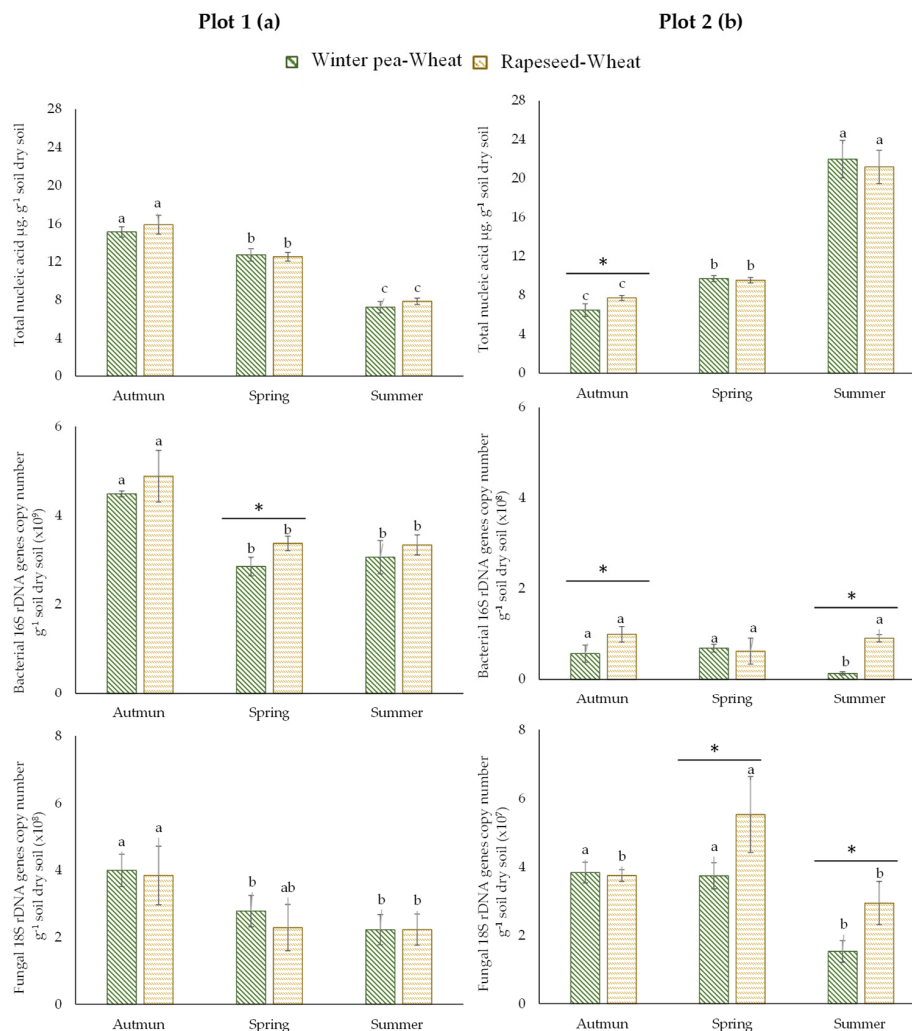 Plot 1 (a)
Plot 2 (b)
Winter pea-Wheat
Rapeseed-Wheat
Total nucleic acid µg. g⁻¹ soil dry soil
28
24
20
16
12
8
4
0
a
a
b
b
c
c
Autmun
Spring
Summer
Total nucleic acid µg. g⁻¹ soil dry soil
28
24
20
16
12
8
4
0
*
c
c
b
b
a
a
Autmun
Spring
Summer
Bacterial 16S rDNA genes copy number
g⁻¹ soil dry soil (x10⁹)
6
4
2
0
a
a
*
b
b
b
b
Autmun
Spring
Summer
Bacterial 16S rDNA genes copy number
g⁻¹ soil dry soil (x10⁸)
6
4
2
0
*
a
a
a
a
*
b
a
Autmun
Spring
Summer
Fungal 18S rDNA genes copy number
g⁻¹ soil dry soil (x10⁸)
8
6
4
2
0
a
a
b
ab
b
b
Autmun
Spring
Summer
Fungal 18S rDNA genes copy number
g⁻¹ soil dry soil (x10⁷)
8
6
4
2
0
a
b
*
a
a
*
b
b
Autmun
Spring
Summer